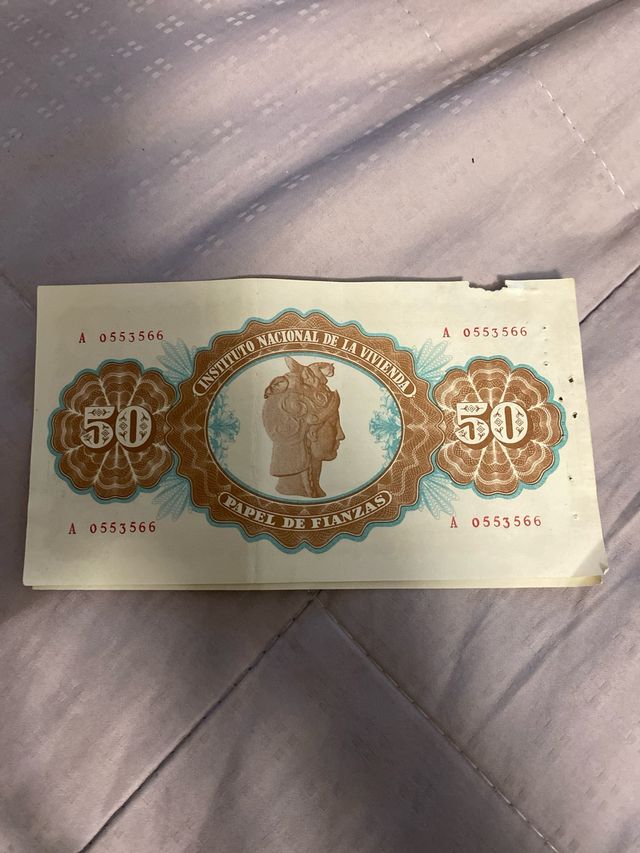 A 0553566
A 0553566
INSTITUTO NACIONAL DE LA VIVIENDA
50
50
PAPEL DE FIANZAS
A 0553566
A 0553566